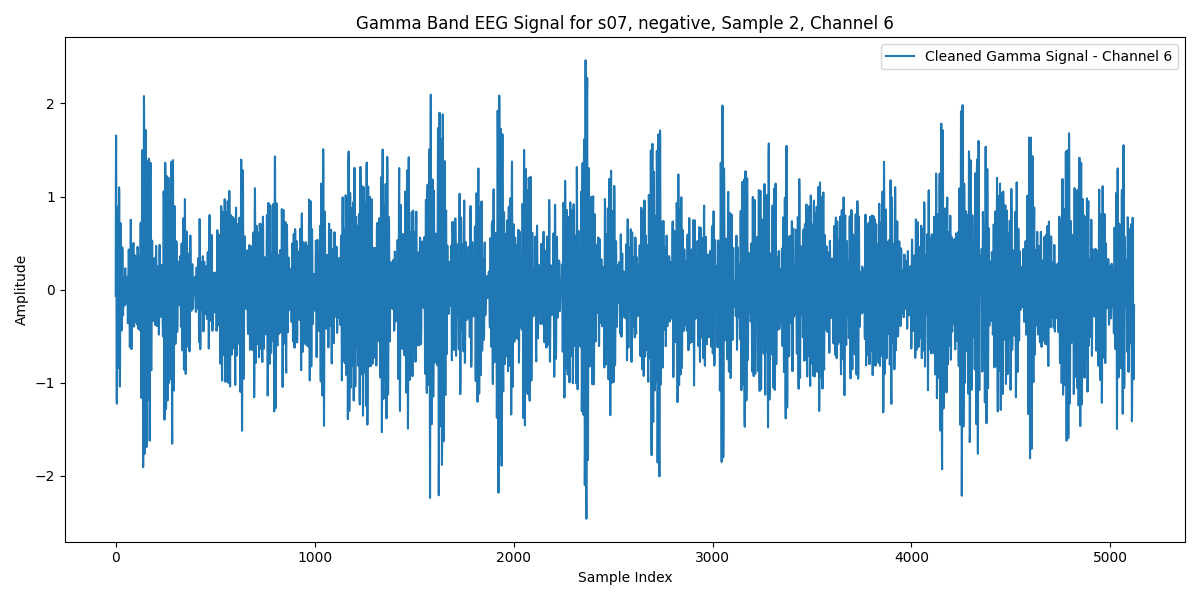 Gamma Band EEG Signal for s07, negative, Sample 2, Channel 6
Cleaned Gamma Signal - Channel 6
2
1
0
−1
−2
Amplitude
0 1000 2000 3000 4000 5000
Sample Index